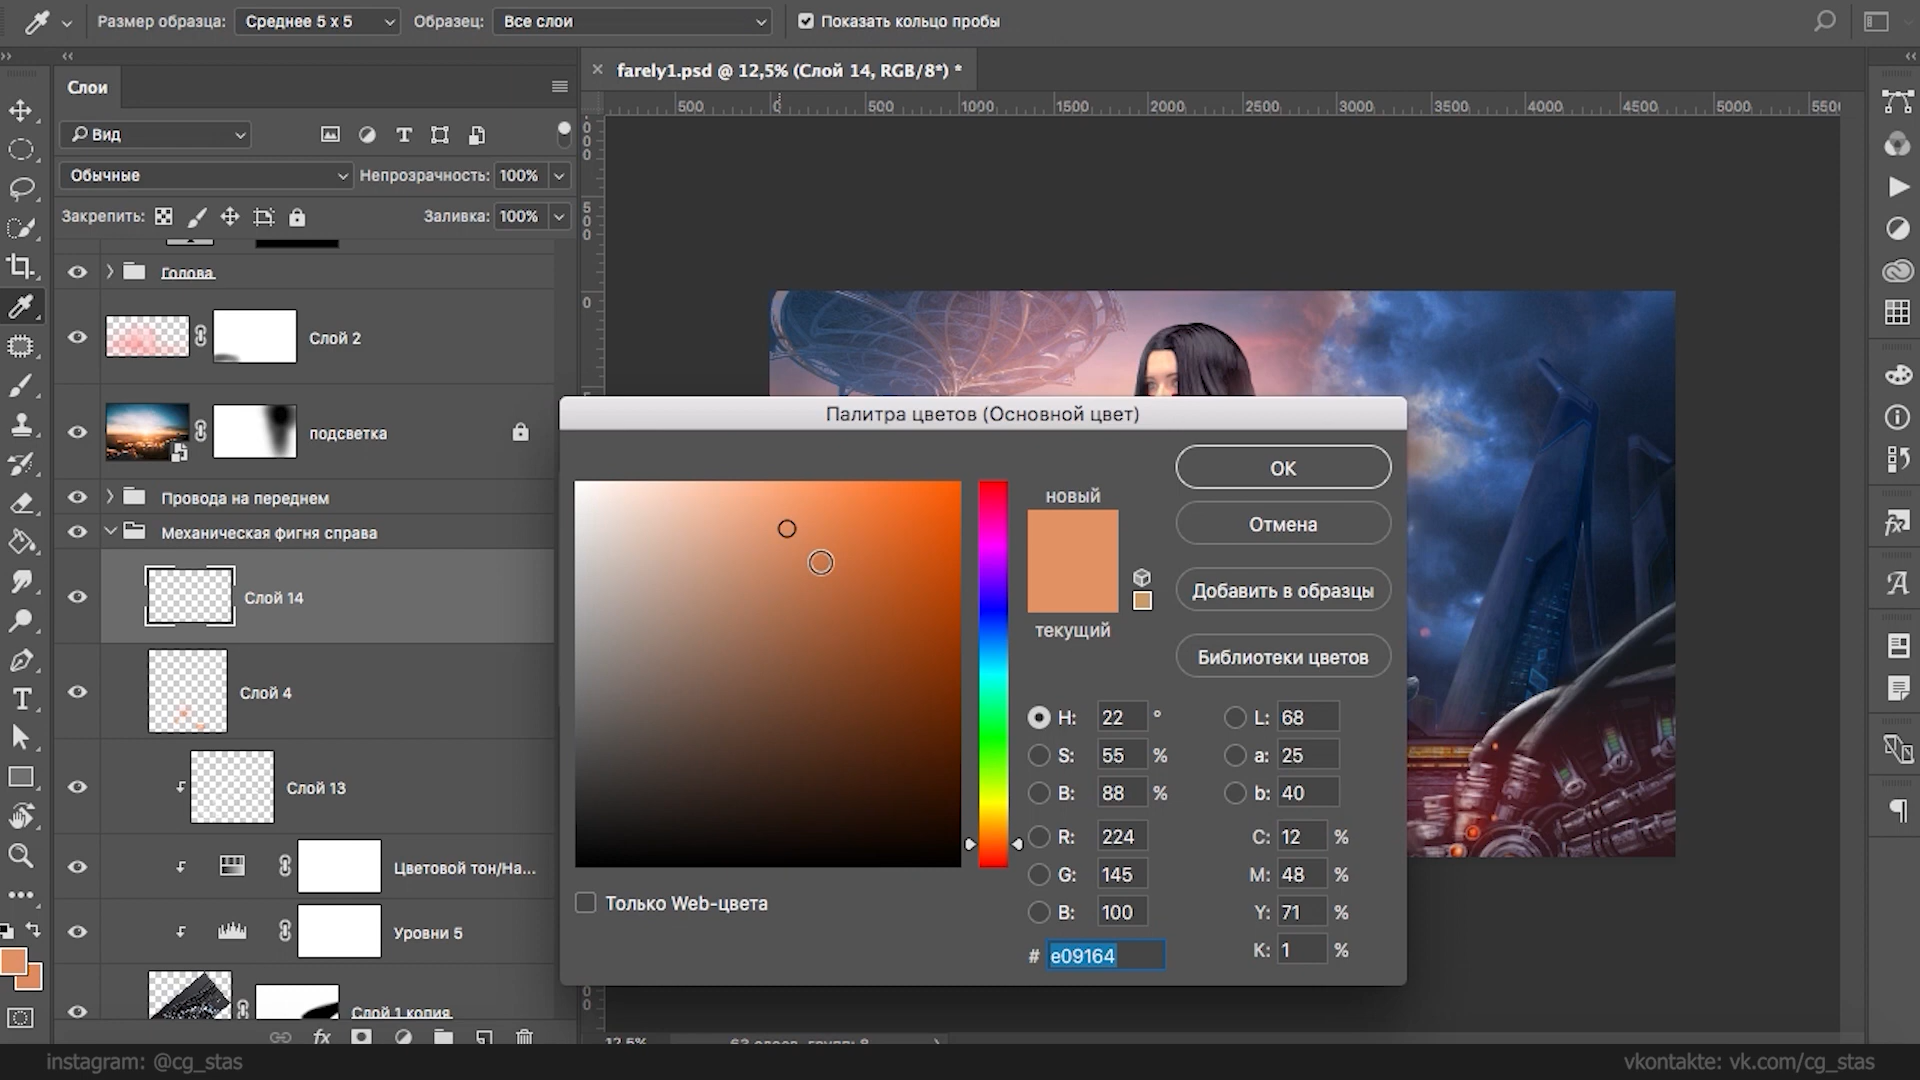 Размер образца: Среднее 5 x 5 Образец: Все слои Показать кольцо пробы
Слои
farely1.psd @ 12,5% (Слой 14, RGB/8*) *
500 0 500 1000 1500 2000 2500 3000 3500 4000 4500 5000 550
Вид
Обычные Непрозрачность: 100%
Закрепить: Заливка: 100%
Голова
Слой 2
подсветка
Провода на переднем
Механическая фигня справа
Слой 14
Слой 4
Слой 13
Цветовой тон/На...
Уровни 5
Слой 1 копия
Палитра цветов (Основной цвет)
новый
текущий
ОК
Отмена
Добавить в образцы
Библиотеки цветов
H: 22 ° L: 68
S: 55 % a: 25
B: 88 % b: 40
R: 224 C: 12 %
G: 145 M: 48 %
B: 100 Y: 71 %
# e09164 K: 1 %
Только Web-цвета
12,5%
instagram: @cg_stas
vkontakte: vk.com/cg_stas